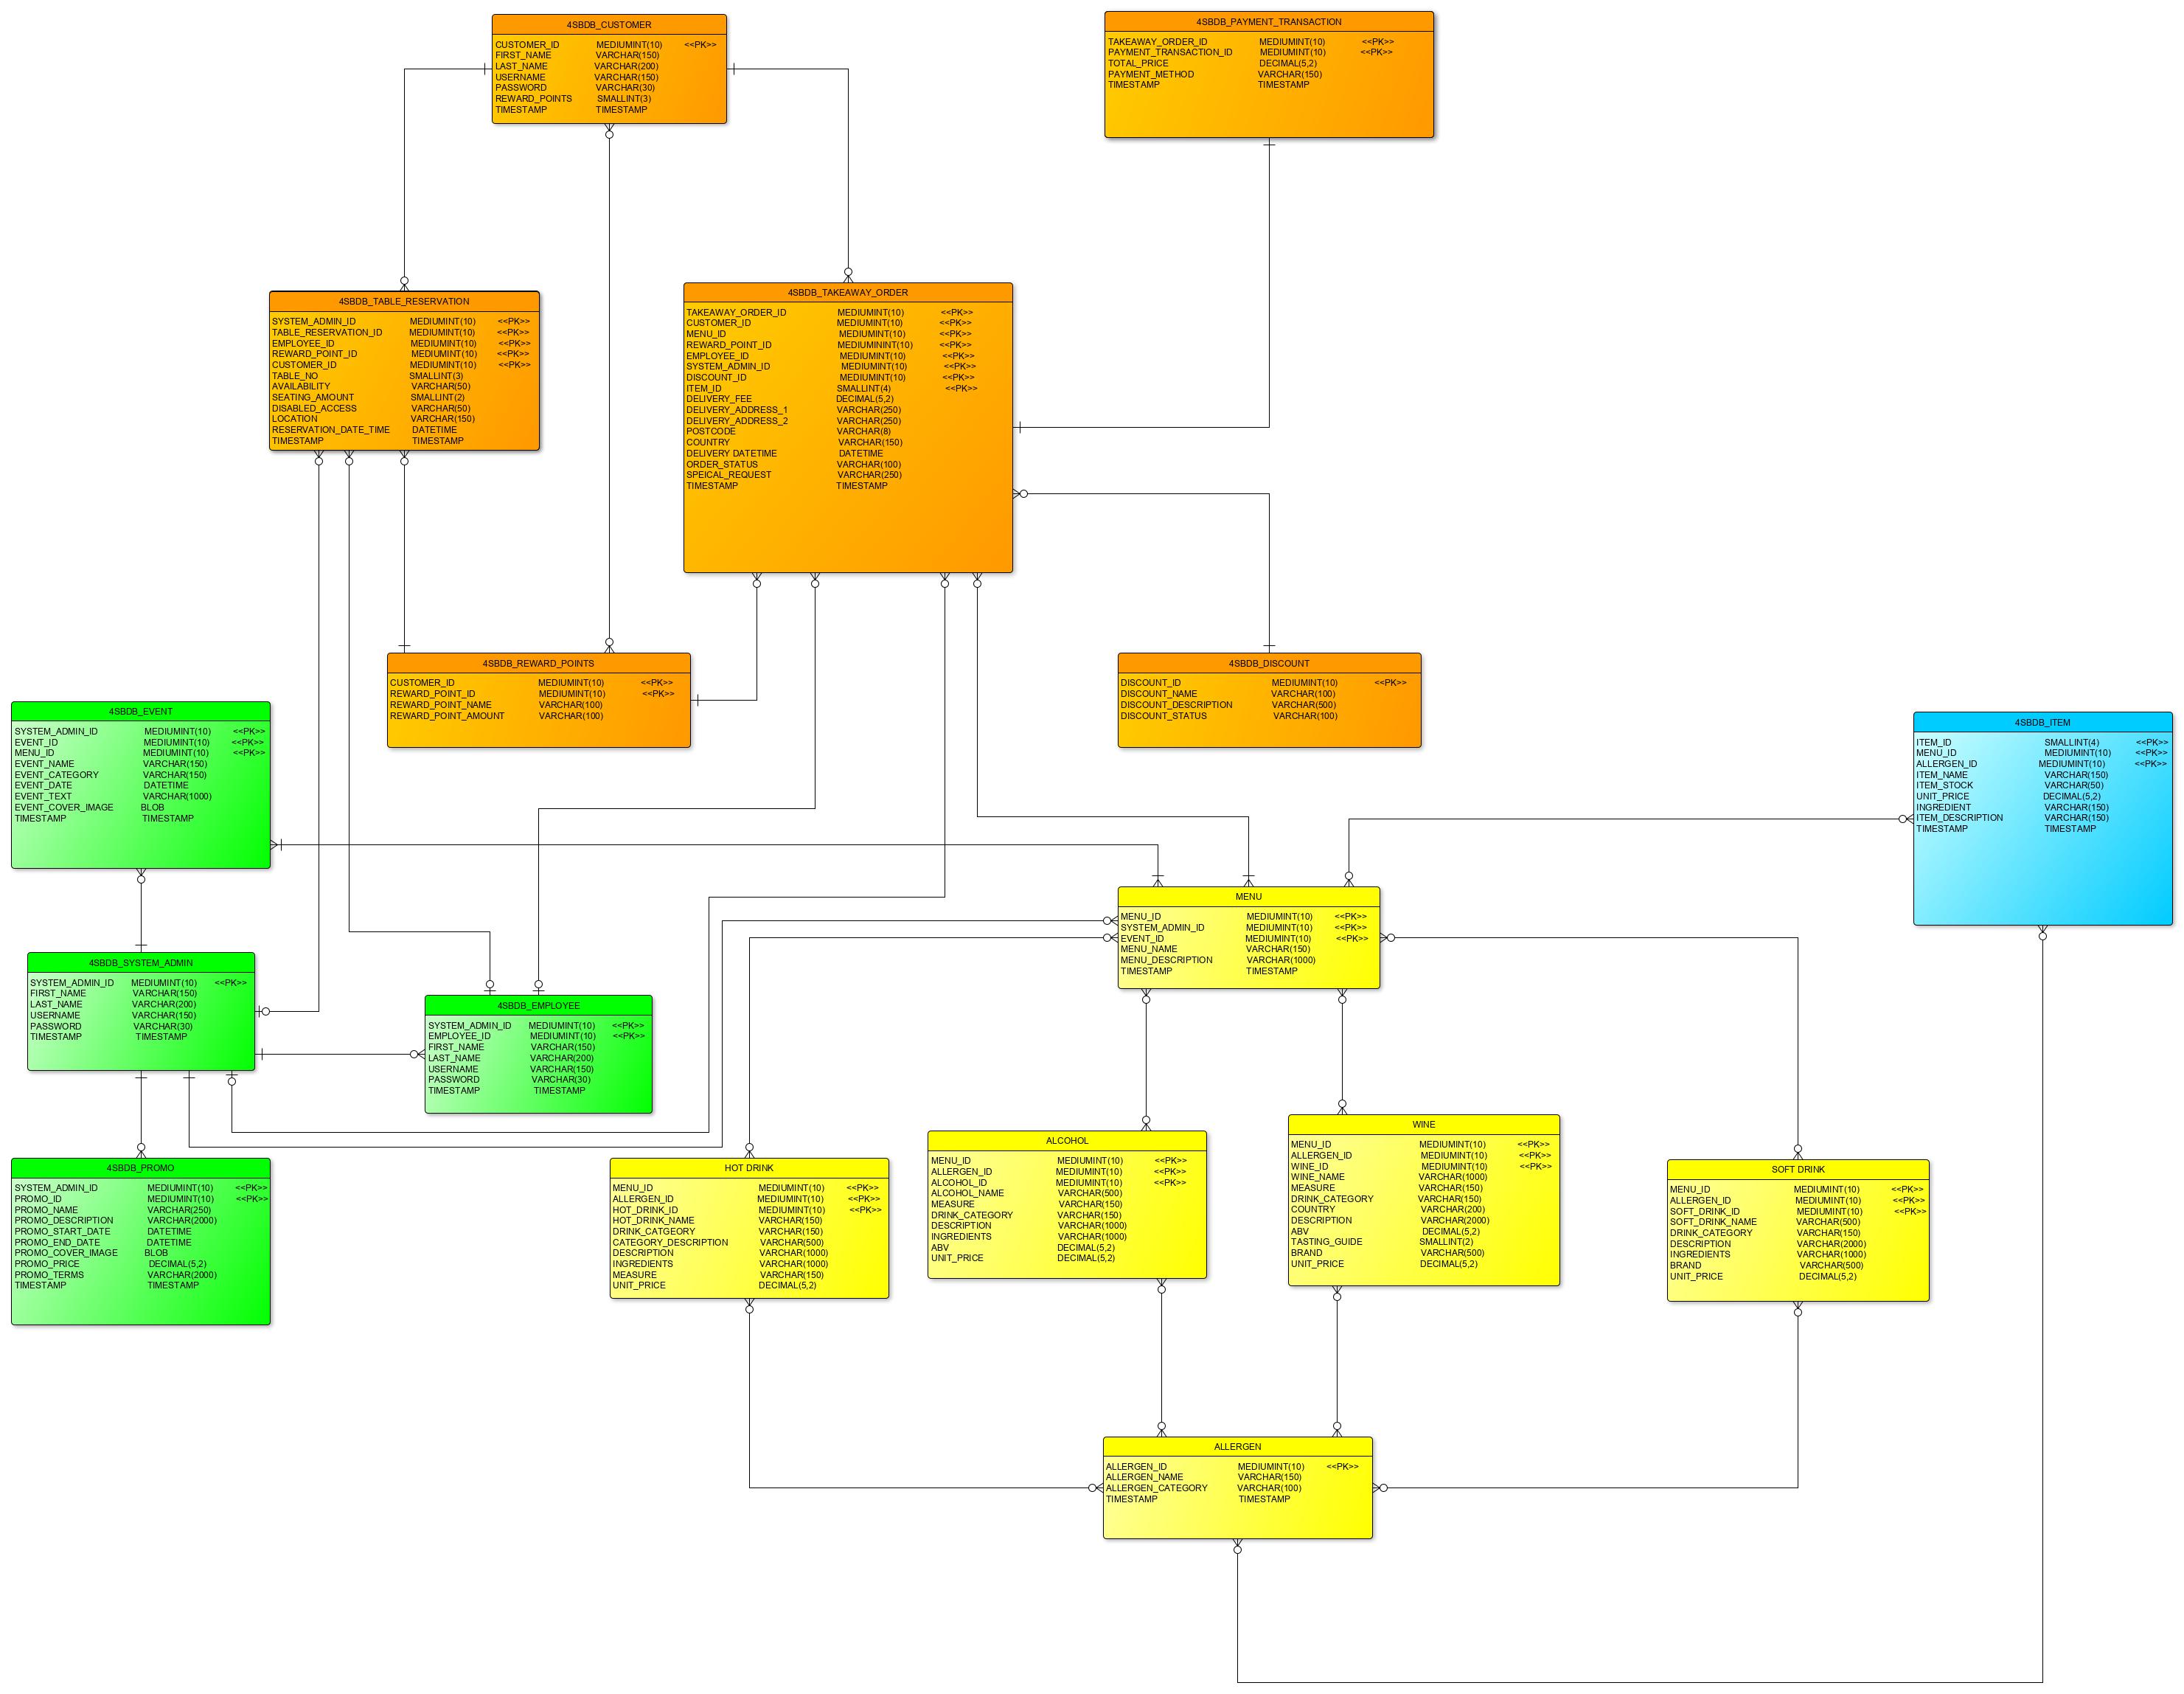 4SBDB_CUSTOMER
CUSTOMER_ID MEDIUMINT(10) <<PK>>
FIRST_NAME VARCHAR(150)
LAST_NAME VARCHAR(200)
USERNAME VARCHAR(150)
PASSWORD VARCHAR(30)
REWARD_POINTS SMALLINT(3)
TIMESTAMP TIMESTAMP
4SBDB_PAYMENT_TRANSACTION
TAKEAWAY_ORDER_ID MEDIUMINT(10) <<PK>>
PAYMENT_TRANSACTION_ID MEDIUMINT(10) <<PK>>
TOTAL_PRICE DECIMAL(5,2)
PAYMENT_METHOD VARCHAR(150)
TIMESTAMP TIMESTAMP
4SBDB_TABLE_RESERVATION
SYSTEM_ADMIN_ID MEDIUMINT(10) <<PK>>
TABLE_RESERVATION_ID MEDIUMINT(10) <<PK>>
EMPLOYEE_ID MEDIUMINT(10) <<PK>>
REWARD_POINT_ID MEDIUMINT(10) <<PK>>
CUSTOMER_ID MEDIUMINT(10) <<PK>>
TABLE_NO SMALLINT(3)
AVAILABILITY VARCHAR(50)
SEATING_AMOUNT SMALLINT(2)
DISABLED_ACCESS VARCHAR(50)
LOCATION VARCHAR(150)
RESERVATION_DATE_TIME DATETIME
TIMESTAMP TIMESTAMP
4SBDB_TAKEAWAY_ORDER
TAKEAWAY_ORDER_ID MEDIUMINT(10) <<PK>>
CUSTOMER_ID MEDIUMINT(10) <<PK>>
MENU_ID MEDIUMINT(10) <<PK>>
REWARD_POINT_ID MEDIUMININT(10) <<PK>>
EMPLOYEE_ID MEDIUMINT(10) <<PK>>
SYSTEM_ADMIN_ID MEDIUMINT(10) <<PK>>
DISCOUNT_ID MEDIUMINT(10) <<PK>>
ITEM_ID SMALLINT(4) <<PK>>
DELIVERY_FEE DECIMAL(5,2)
DELIVERY_ADDRESS_1 VARCHAR(250)
DELIVERY_ADDRESS_2 VARCHAR(250)
POSTCODE VARCHAR(8)
COUNTRY VARCHAR(150)
DELIVERY DATETIME DATETIME
ORDER_STATUS VARCHAR(100)
SPEICAL_REQUEST VARCHAR(250)
TIMESTAMP TIMESTAMP
4SBDB_REWARD_POINTS
CUSTOMER_ID MEDIUMINT(10) <<PK>>
REWARD_POINT_ID MEDIUMINT(10) <<PK>>
REWARD_POINT_NAME VARCHAR(100)
REWARD_POINT_AMOUNT VARCHAR(100)
4SBDB_DISCOUNT
DISCOUNT_ID MEDIUMINT(10) <<PK>>
DISCOUNT_NAME VARCHAR(100)
DISCOUNT_DESCRIPTION VARCHAR(500)
DISCOUNT_STATUS VARCHAR(100)
4SBDB_EVENT
SYSTEM_ADMIN_ID MEDIUMINT(10) <<PK>>
EVENT_ID MEDIUMINT(10) <<PK>>
MENU_ID MEDIUMINT(10) <<PK>>
EVENT_NAME VARCHAR(150)
EVENT_CATEGORY VARCHAR(150)
EVENT_DATE DATETIME
EVENT_TEXT VARCHAR(1000)
EVENT_COVER_IMAGE BLOB
TIMESTAMP TIMESTAMP
4SBDB_ITEM
ITEM_ID SMALLINT(4) <<PK>>
MENU_ID MEDIUMINT(10) <<PK>>
ALLERGEN_ID MEDIUMINT(10) <<PK>>
ITEM_NAME VARCHAR(150)
ITEM_STOCK VARCHAR(50)
UNIT_PRICE DECIMAL(5,2)
INGREDIENT VARCHAR(150)
ITEM_DESCRIPTION VARCHAR(150)
TIMESTAMP TIMESTAMP
MENU
MENU_ID MEDIUMINT(10) <<PK>>
SYSTEM_ADMIN_ID MEDIUMINT(10) <<PK>>
EVENT_ID MEDIUMINT(10) <<PK>>
MENU_NAME VARCHAR(150)
MENU_DESCRIPTION VARCHAR(1000)
TIMESTAMP TIMESTAMP
4SBDB_SYSTEM_ADMIN
SYSTEM_ADMIN_ID MEDIUMINT(10) <<PK>>
FIRST_NAME VARCHAR(150)
LAST_NAME VARCHAR(200)
USERNAME VARCHAR(150)
PASSWORD VARCHAR(30)
TIMESTAMP TIMESTAMP
4SBDB_EMPLOYEE
SYSTEM_ADMIN_ID MEDIUMINT(10) <<PK>>
EMPLOYEE_ID MEDIUMINT(10) <<PK>>
FIRST_NAME VARCHAR(150)
LAST_NAME VARCHAR(200)
USERNAME VARCHAR(150)
PASSWORD VARCHAR(30)
TIMESTAMP TIMESTAMP
4SBDB_PROMO
SYSTEM_ADMIN_ID MEDIUMINT(10) <<PK>>
PROMO_ID MEDIUMINT(10) <<PK>>
PROMO_NAME VARCHAR(250)
PROMO_DESCRIPTION VARCHAR(2000)
PROMO_START_DATE DATETIME
PROMO_END_DATE DATETIME
PROMO_COVER_IMAGE BLOB
PROMO_PRICE DECIMAL(5,2)
PROMO_TERMS VARCHAR(2000)
TIMESTAMP TIMESTAMP
HOT DRINK
MENU_ID MEDIUMINT(10) <<PK>>
ALLERGEN_ID MEDIUMINT(10) <<PK>>
HOT_DRINK_ID MEDIUMINT(10) <<PK>>
HOT_DRINK_NAME VARCHAR(150)
DRINK_CATGEORY VARCHAR(150)
CATEGORY_DESCRIPTION VARCHAR(500)
DESCRIPTION VARCHAR(1000)
INGREDIENTS VARCHAR(1000)
MEASURE VARCHAR(150)
UNIT_PRICE DECIMAL(5,2)
ALCOHOL
MENU_ID MEDIUMINT(10) <<PK>>
ALLERGEN_ID MEDIUMINT(10) <<PK>>
ALCOHOL_ID MEDIUMINT(10) <<PK>>
ALCOHOL_NAME VARCHAR(500)
MEASURE VARCHAR(150)
DRINK_CATEGORY VARCHAR(150)
DESCRIPTION VARCHAR(1000)
INGREDIENTS VARCHAR(1000)
ABV DECIMAL(5,2)
UNIT_PRICE DECIMAL(5,2)
WINE
MENU_ID MEDIUMINT(10) <<PK>>
ALLERGEN_ID MEDIUMINT(10) <<PK>>
WINE_ID MEDIUMINT(10) <<PK>>
WINE_NAME VARCHAR(1000)
MEASURE VARCHAR(150)
DRINK_CATEGORY VARCHAR(150)
COUNTRY VARCHAR(200)
DESCRIPTION VARCHAR(2000)
ABV DECIMAL(5,2)
TASTING_GUIDE SMALLINT(2)
BRAND VARCHAR(500)
UNIT_PRICE DECIMAL(5,2)
SOFT DRINK
MENU_ID MEDIUMINT(10) <<PK>>
ALLERGEN_ID MEDIUMINT(10) <<PK>>
SOFT_DRINK_ID MEDIUMINT(10) <<PK>>
SOFT_DRINK_NAME VARCHAR(500)
DRINK_CATEGORY VARCHAR(150)
DESCRIPTION VARCHAR(2000)
INGREDIENTS VARCHAR(1000)
BRAND VARCHAR(500)
UNIT_PRICE DECIMAL(5,2)
ALLERGEN
ALLERGEN_ID MEDIUMINT(10) <<PK>>
ALLERGEN_NAME VARCHAR(150)
ALLERGEN_CATEGORY VARCHAR(100)
TIMESTAMP TIMESTAMP